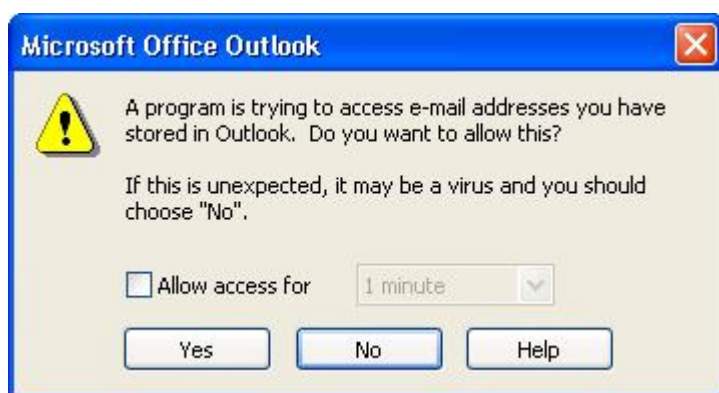 Microsoft Office Outlook
A program is trying to access e-mail addresses you have
stored in Outlook. Do you want to allow this?
If this is unexpected, it may be a virus and you should
choose "No".
Allow access for 1 minute
Yes No Help